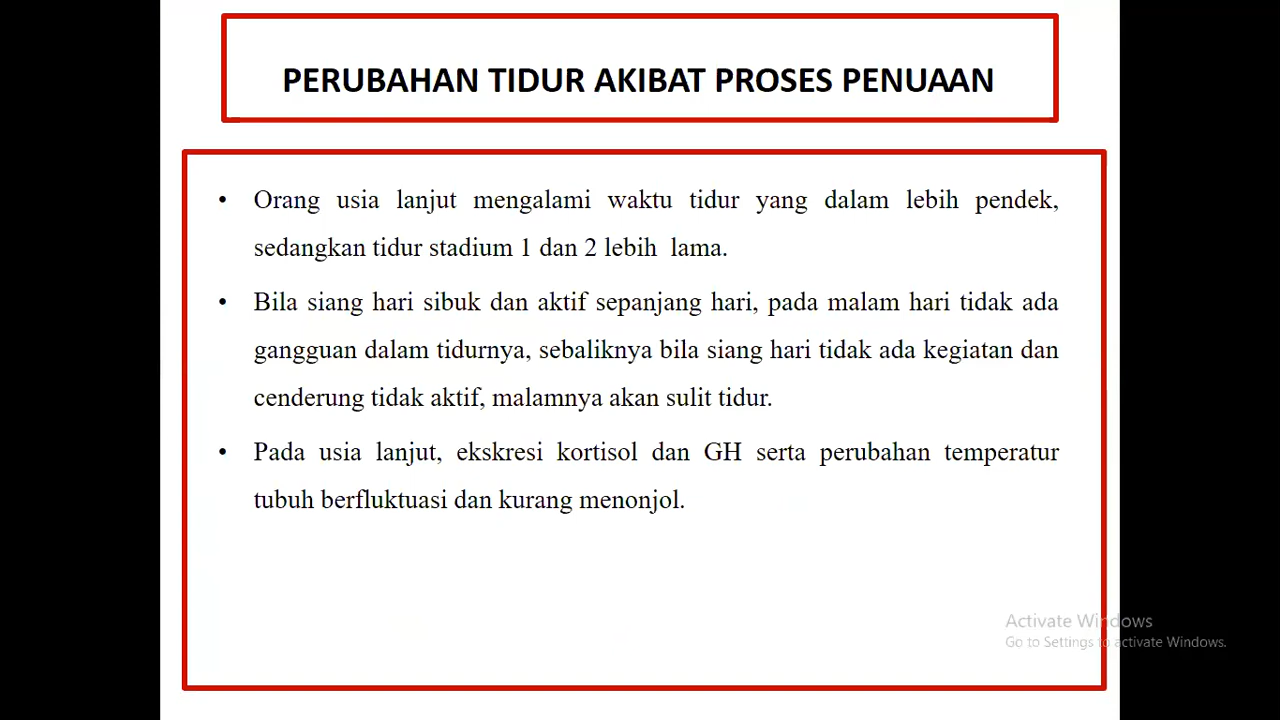 PERUBAHAN TIDUR AKIBAT PROSES PENUAAN
• Orang usia lanjut mengalami waktu tidur yang dalam lebih pendek,
sedangkan tidur stadium 1 dan 2 lebih lama.
• Bila siang hari sibuk dan aktif sepanjang hari, pada malam hari tidak ada
gangguan dalam tidurnya, sebaliknya bila siang hari tidak ada kegiatan dan
cenderung tidak aktif, malamnya akan sulit tidur.
• Pada usia lanjut, ekskresi kortisol dan GH serta perubahan temperatur
tubuh berfluktuasi dan kurang menonjol.
Activate Windows
Go to Settings to activate Windows.